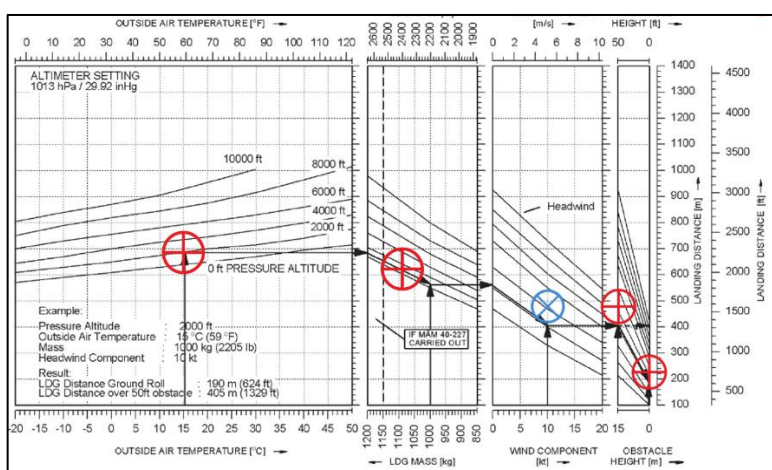 OUTSIDE AIR TEMPERATURE [°F]
[m/s]
HEIGHT [ft]
0 10 20 30 40 50 60 70 80 90 100 110 120
2600 2400 2200 2100 2000 1900
0 2 4 6 8 10
50 0
ALTIMETER SETTING
1013 hPa / 29.92 inHg
10000 ft
8000 ft
6000 ft
4000 ft
2000 ft
0 ft PRESSURE ALTITUDE
Example:
Pressure Altitude : 2000 ft
Outside Air Temperature : 15 °C (59 °F)
Mass : 1000 kg (2205 lb)
Headwind Component : 10 kt
Result:
LDG Distance Ground Roll : 190 m (624 ft)
LDG Distance over 50ft obstacle : 405 m (1329 ft)
IF MAM 40-227
CARRIED OUT
Headwind
1400
1300
1200
1100
1000
900
800
700
600
500
400
300
200
100
LANDING DISTANCE [m]
4500
4000
3500
3000
2500
2000
1500
1000
500
LANDING DISTANCE [ft]
-20 -15 -10 -5 0 5 10 15 20 25 30 35 40 45 50
1200 1150 1100 1050 1000 950 900 850
0 5 10 15 20
15 0
OUTSIDE AIR TEMPERATURE [°C]
LDG MASS [kg]
WIND COMPONENT
[kt]
OBSTACLE
HEIGHT [m]